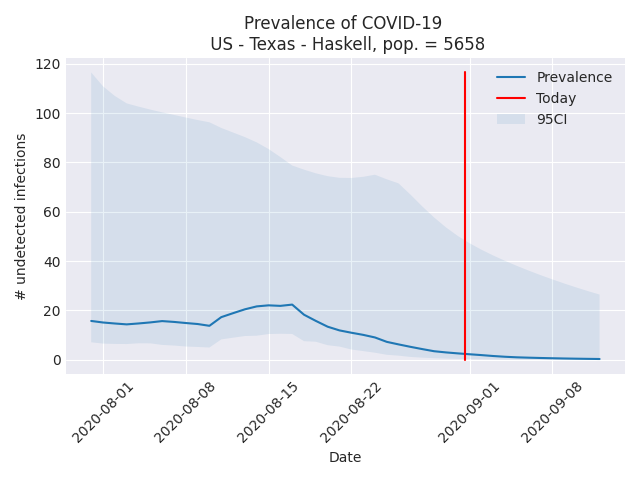 Prevalence of COVID-19
US - Texas - Haskell, pop. = 5658
Prevalence
Today
95CI
# undetected infections
120
100
80
60
40
20
0
2020-08-01
2020-08-08
2020-08-15
2020-08-22
2020-09-01
2020-09-08
Date